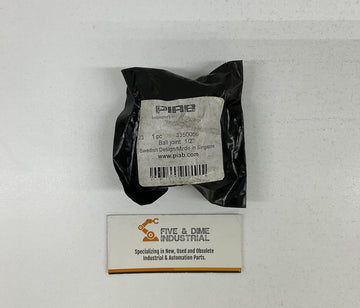 PIAB
1 pc 3350066
Ball joint 1/2"
Swedish Design/Made in
www.piab.com
FIVE & DIME
INDUSTRIAL
Specializing in New, Used and Obsolete
Industrial & Automation Parts.